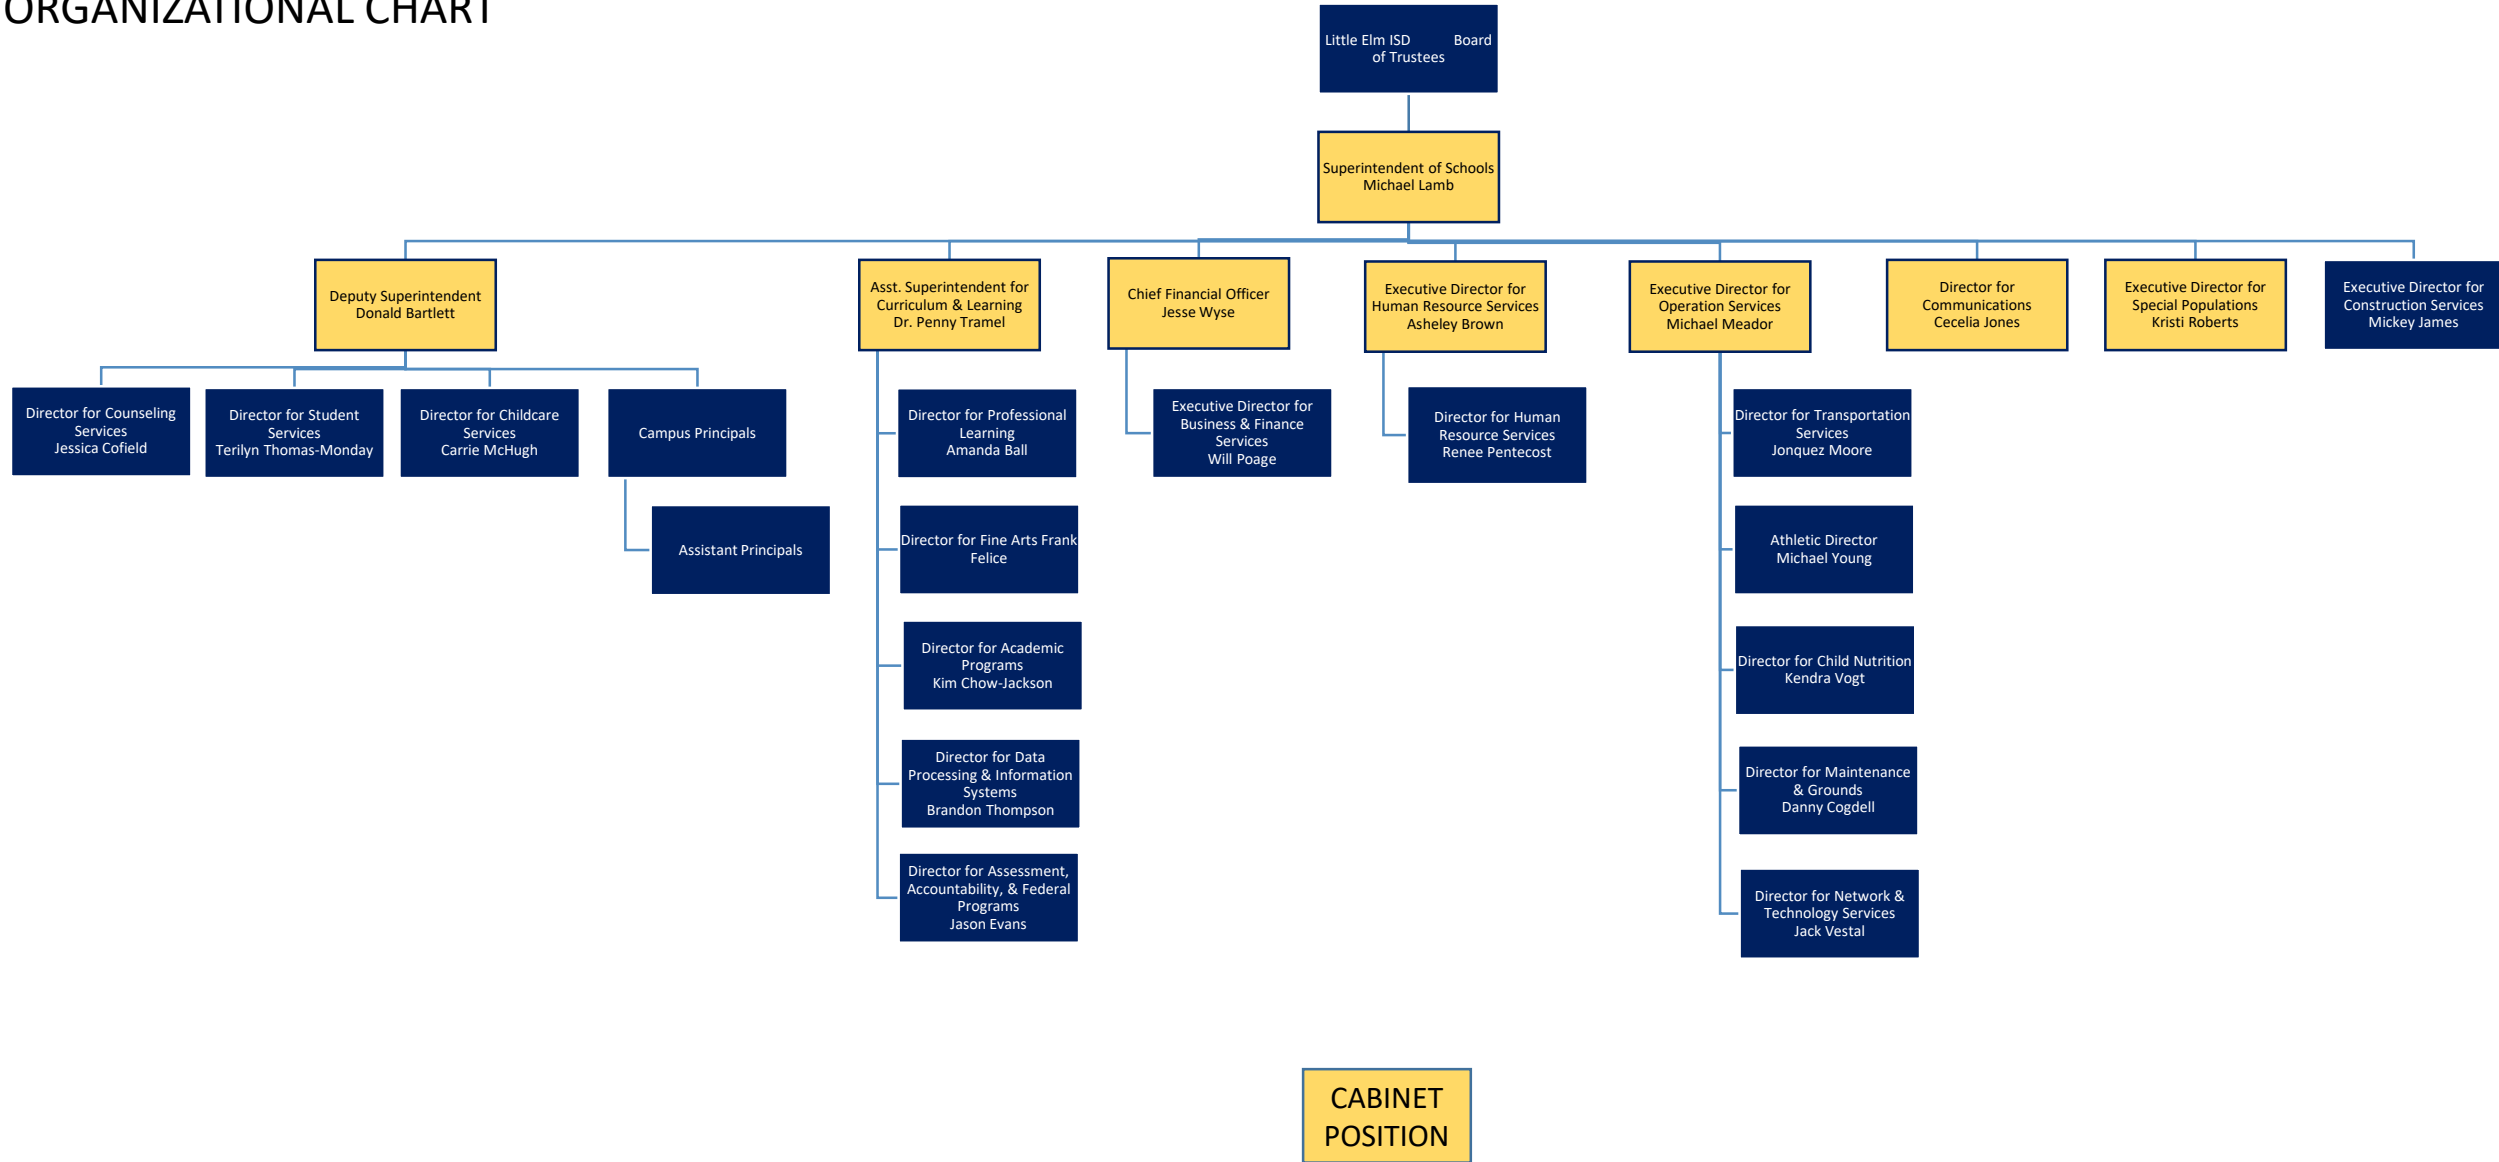 ORGANIZATIONAL CHART
Little Elm ISD Board
of Trustees
Superintendent of Schools
Michael Lamb
Deputy Superintendent
Donald Bartlett
Asst. Superintendent for
Curriculum & Learning
Dr. Penny Tramel
Chief Financial Officer
Jesse Wyse
Executive Director for
Human Resource Services
Asheley Brown
Executive Director for
Operation Services
Michael Meador
Director for
Communications
Cecelia Jones
Executive Director for
Special Populations
Kristi Roberts
Executive Director for
Construction Services
Mickey James
Director for Counseling
Services
Jessica Cofield
Director for Student
Services
Terilyn Thomas-Monday
Director for Childcare
Services
Carrie McHugh
Campus Principals
Assistant Principals
Director for Professional
Learning
Amanda Ball
Director for Fine Arts Frank
Felice
Director for Academic
Programs
Kim Chow-Jackson
Director for Data
Processing & Information
Systems
Brandon Thompson
Director for Assessment,
Accountability, & Federal
Programs
Jason Evans
Executive Director for
Business & Finance
Services
Will Poage
Director for Human
Resource Services
Renee Pentecost
Director for Transportation
Services
Jonquez Moore
Athletic Director
Michael Young
Director for Child Nutrition
Kendra Vogt
Director for Maintenance
& Grounds
Danny Cogdell
Director for Network &
Technology Services
Jack Vestal
CABINET
POSITION